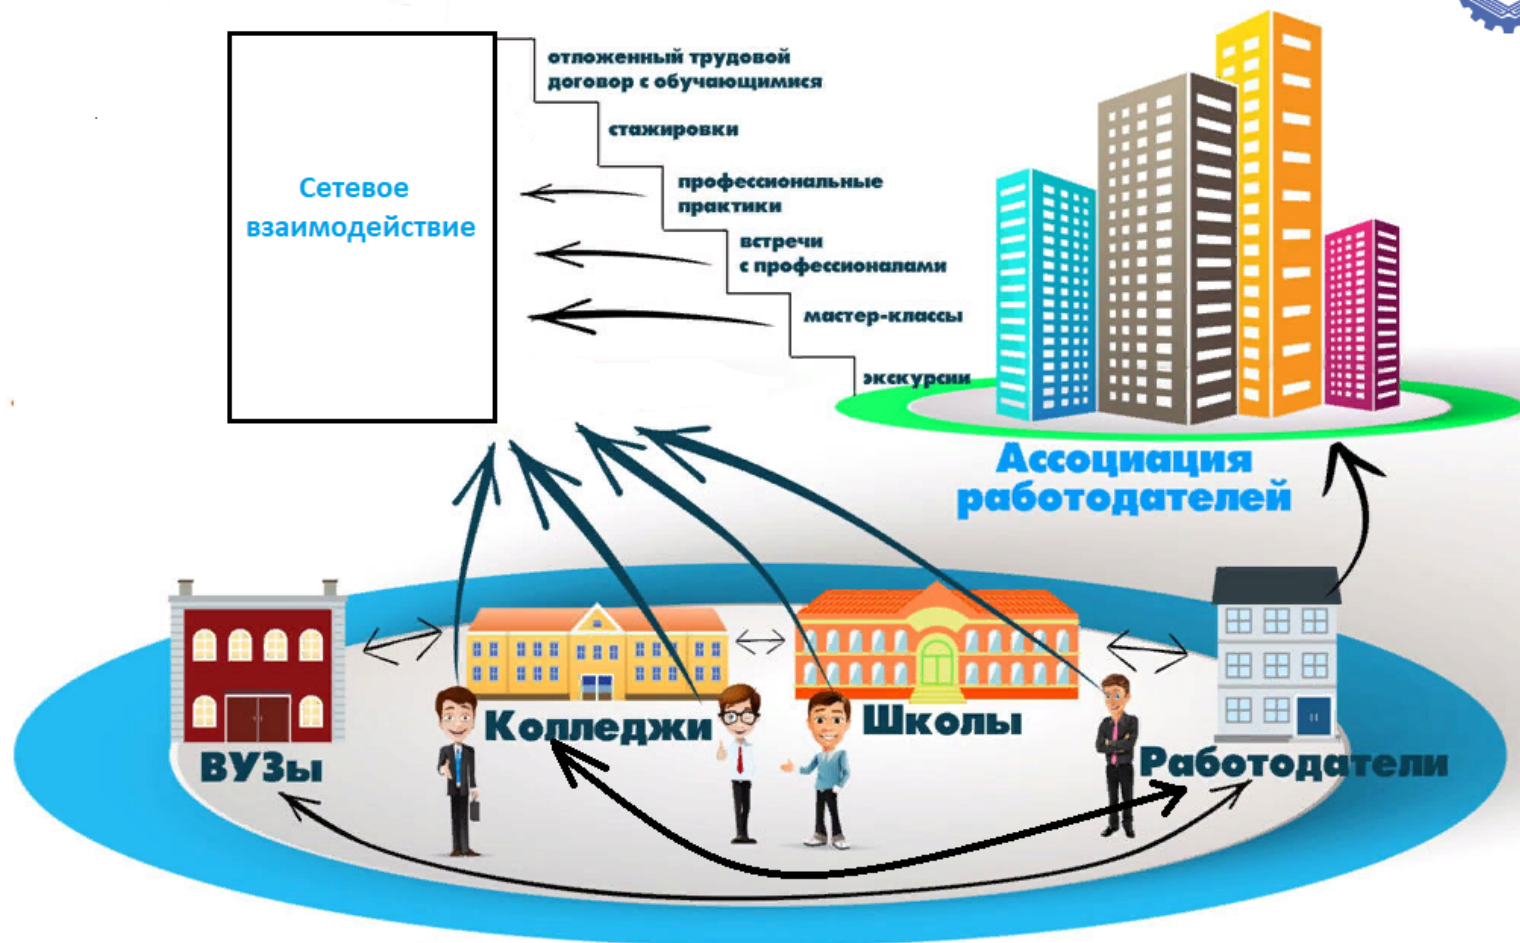 отложенный трудовой
договор с обучающимися
стажировки
Сетевое
взаимодействие
профессиональные
практики
встречи
с профессионалами
мастер-классы
экскурсии
Ассоциация
работодателей
Колледжи
Школы
ВУЗы
Работодатели